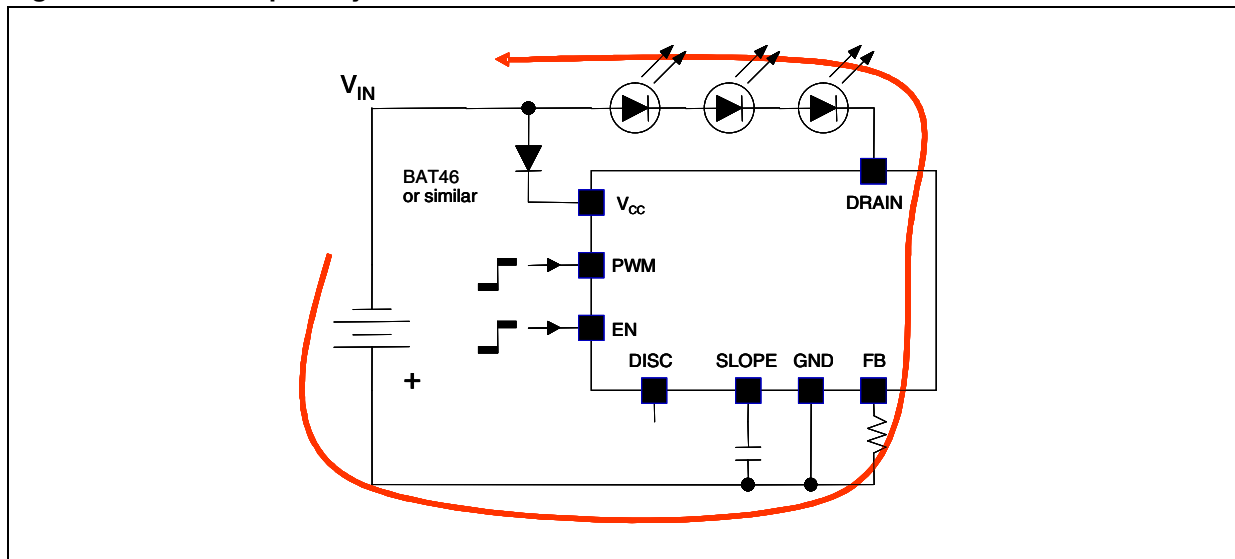 V_IN
BAT46
or similar
V_CC
DRAIN
PWM
EN
DISC SLOPE GND FB
+